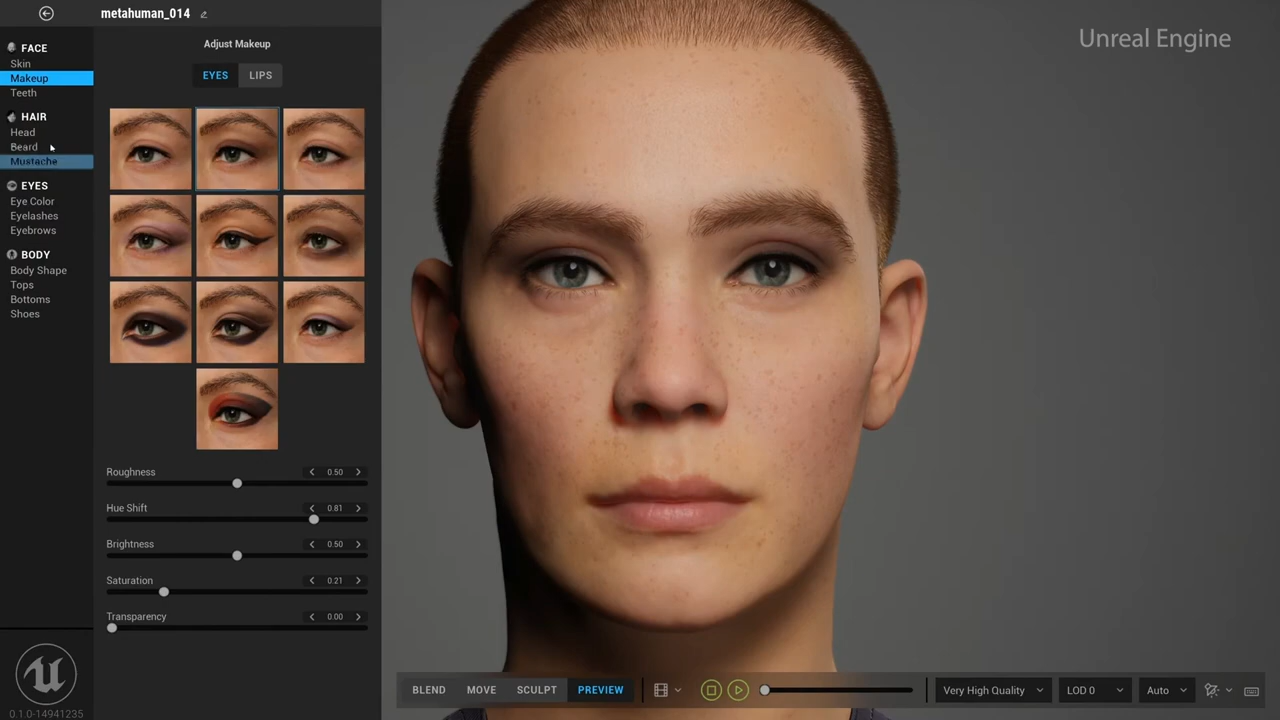 metahuman_014
Unreal Engine
FACE
Skin
Makeup
Teeth
HAIR
Head
Beard
Mustache
EYES
Eye Color
Eyelashes
Eyebrows
BODY
Body Shape
Tops
Bottoms
Shoes
Adjust Makeup
EYES LIPS
Roughness 0.50
Hue Shift 0.81
Brightness 0.50
Saturation 0.21
Transparency 0.00
BLEND MOVE SCULPT PREVIEW Very High Quality LOD 0 Auto
0.1.0-14941235